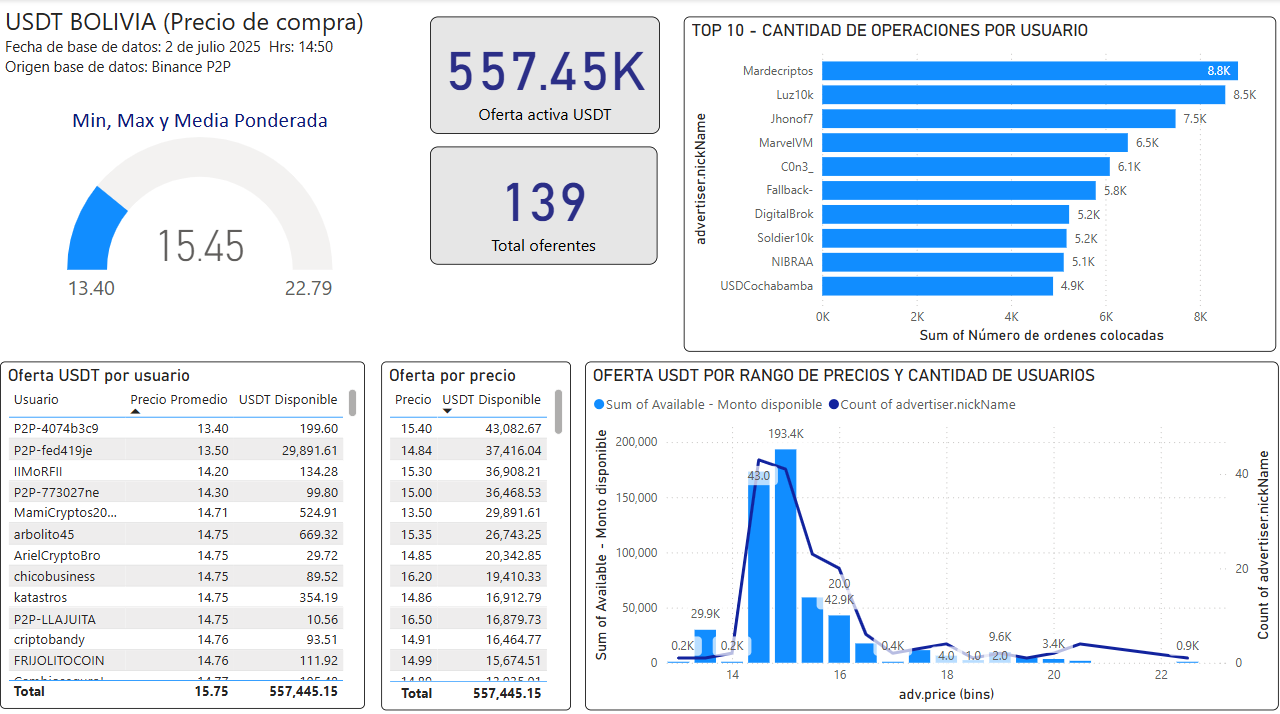 USDT BOLIVIA (Precio de compra)
Fecha de base de datos: 2 de julio 2025 Hrs: 14:50
Origen base de datos: Binance P2P
Min, Max y Media Ponderada
15.45
13.40
22.79
557.45K
Oferta activa USDT
139
Total oferentes
TOP 10 - CANTIDAD DE OPERACIONES POR USUARIO
advertiser.nickName
Mardecriptos 8.8K
Luz10k 8.5K
Jhonof7 7.5K
MarvelVM 6.5K
C0n3_ 6.1K
Fallback- 5.8K
DigitalBrok 5.2K
Soldier10k 5.2K
NIBRAA 5.1K
USDCochabamba 4.9K
0K 2K 4K 6K 8K
Sum of Número de ordenes colocadas
Oferta USDT por usuario
Usuario Precio Promedio USDT Disponible
P2P-4074b3c9 13.40 199.60
P2P-fed419je 13.50 29,891.61
IIMoRFII 14.20 134.28
P2P-773027ne 14.30 99.80
MamiCryptos20... 14.71 524.91
arbolito45 14.75 669.32
ArielCryptoBro 14.75 29.72
chicobusiness 14.75 89.52
katastros 14.75 354.19
P2P-LLAJUITA 14.75 10.56
criptobandy 14.76 93.51
FRIJOLITOCOIN 14.76 111.92
Total 15.75 557,445.15
Oferta por precio
Precio USDT Disponible
15.40 43,082.67
14.84 37,416.04
15.30 36,908.21
15.00 36,468.53
13.50 29,891.61
15.35 26,743.25
14.85 20,342.85
16.20 19,410.33
14.86 16,912.79
16.50 16,879.73
14.91 16,464.77
14.99 15,674.51
Total 557,445.15
OFERTA USDT POR RANGO DE PRECIOS Y CANTIDAD DE USUARIOS
Sum of Available - Monto disponible Count of advertiser.nickName
Sum of Available - Monto disponible
200,000
150,000
100,000
50,000
0
193.4K
43.0
20.0
42.9K
29.9K
0.2K
0.2K
0.4K
4.0
1.0
9.6K
2.0
3.4K
0.9K
40
20
0
Count of advertiser.nickName
14 16 18 20 22
adv.price (bins)